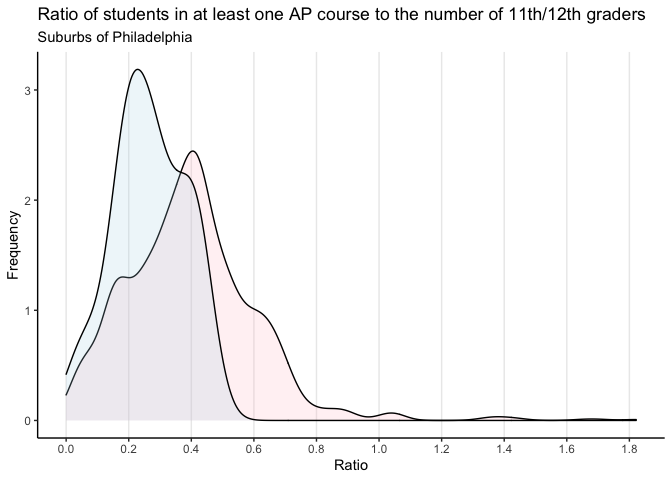 Ratio of students in at least one AP course to the number of 11th/12th graders
Suburbs of Philadelphia
3
2
1
0
Frequency
0.0 0.2 0.4 0.6 0.8 1.0 1.2 1.4 1.6 1.8
Ratio